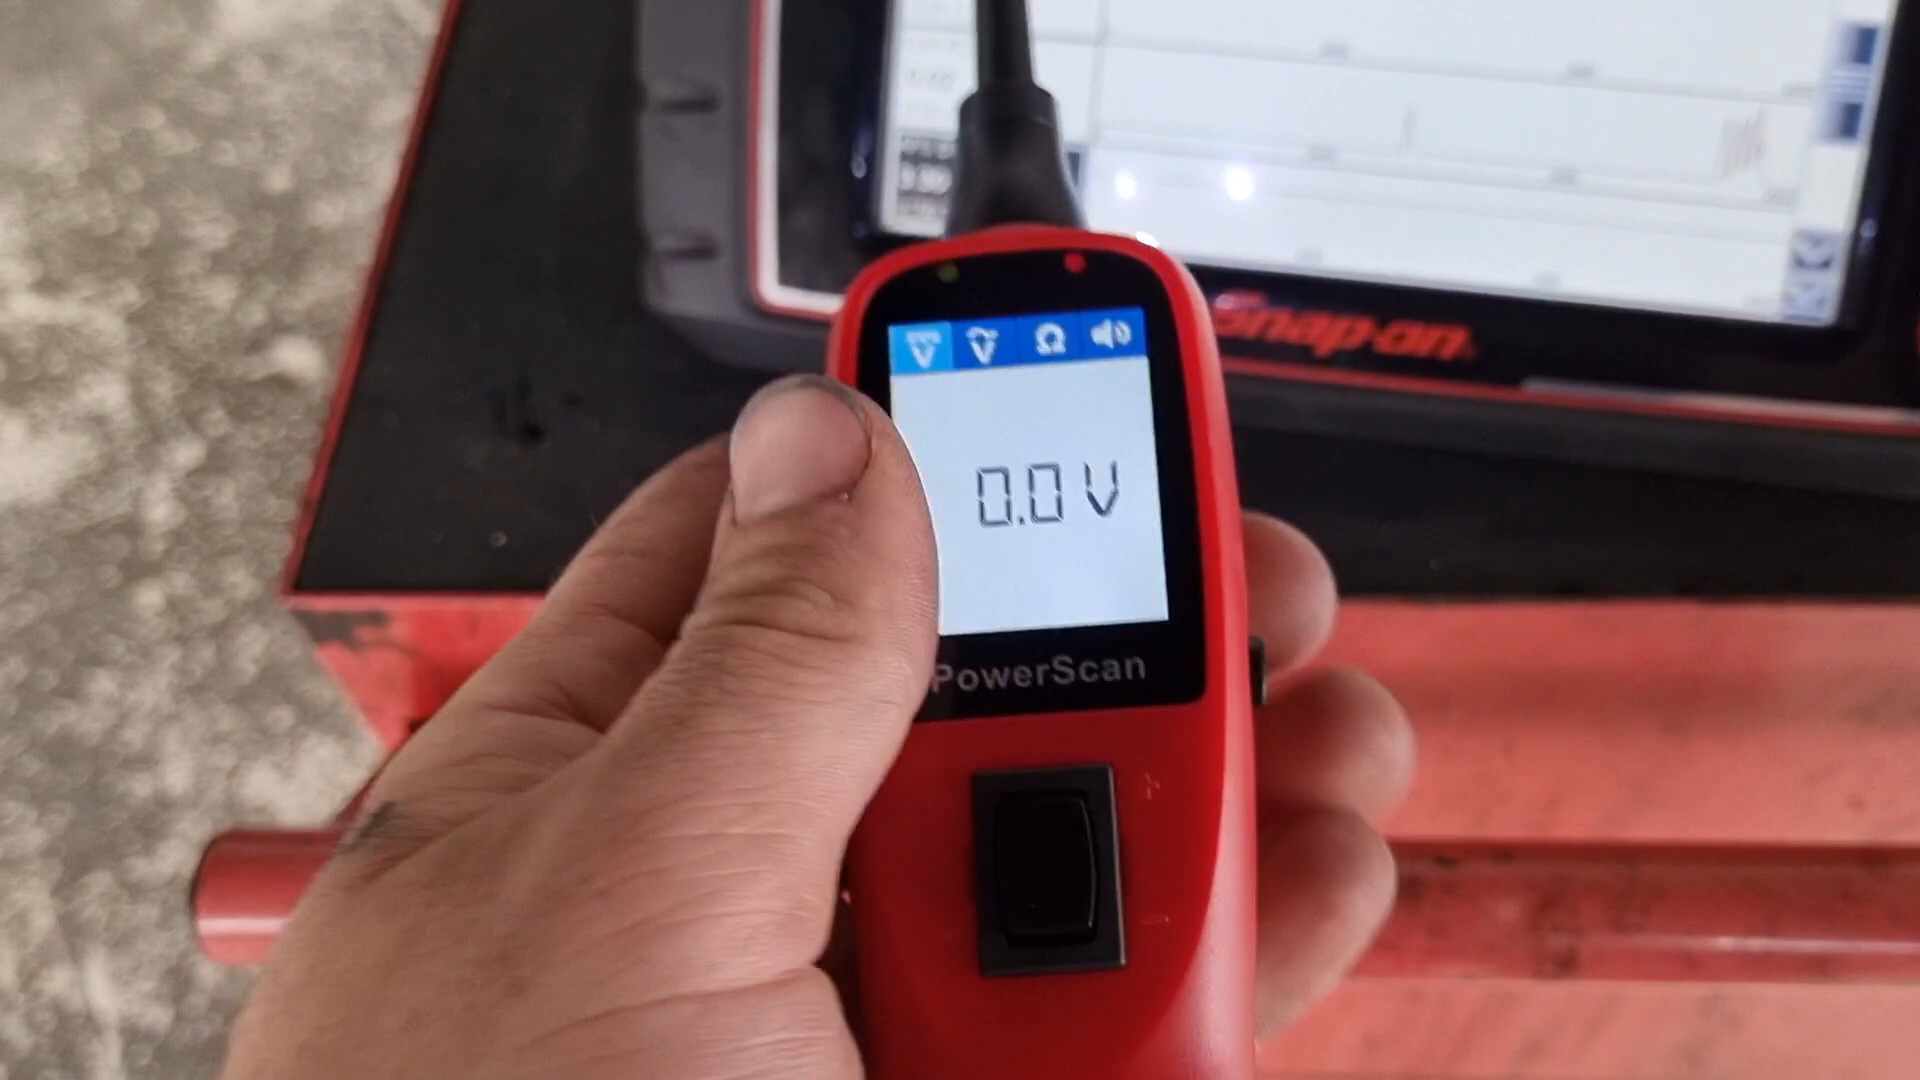 Snap-on
V V Ω
0.0 V
PowerScan
+
-